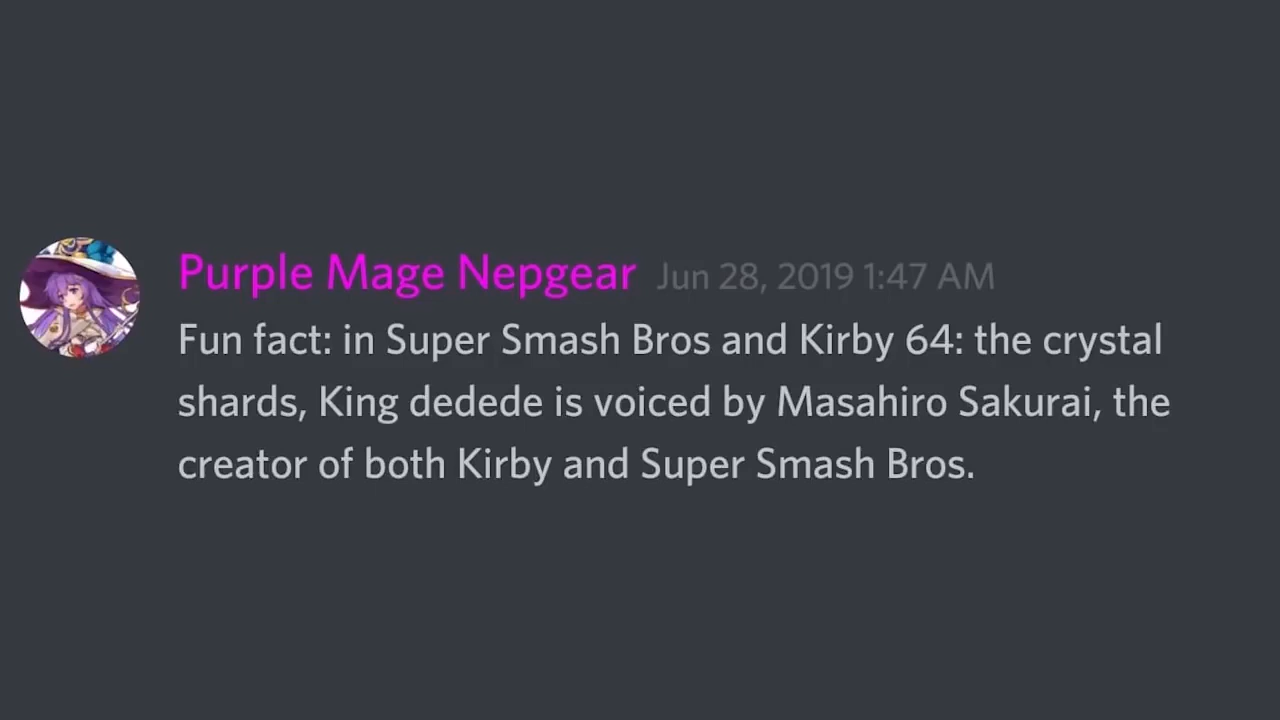 Purple Mage Nepgear Jun 28, 2019 1:47 AM
Fun fact: in Super Smash Bros and Kirby 64: the crystal
shards, King dedede is voiced by Masahiro Sakurai, the
creator of both Kirby and Super Smash Bros.